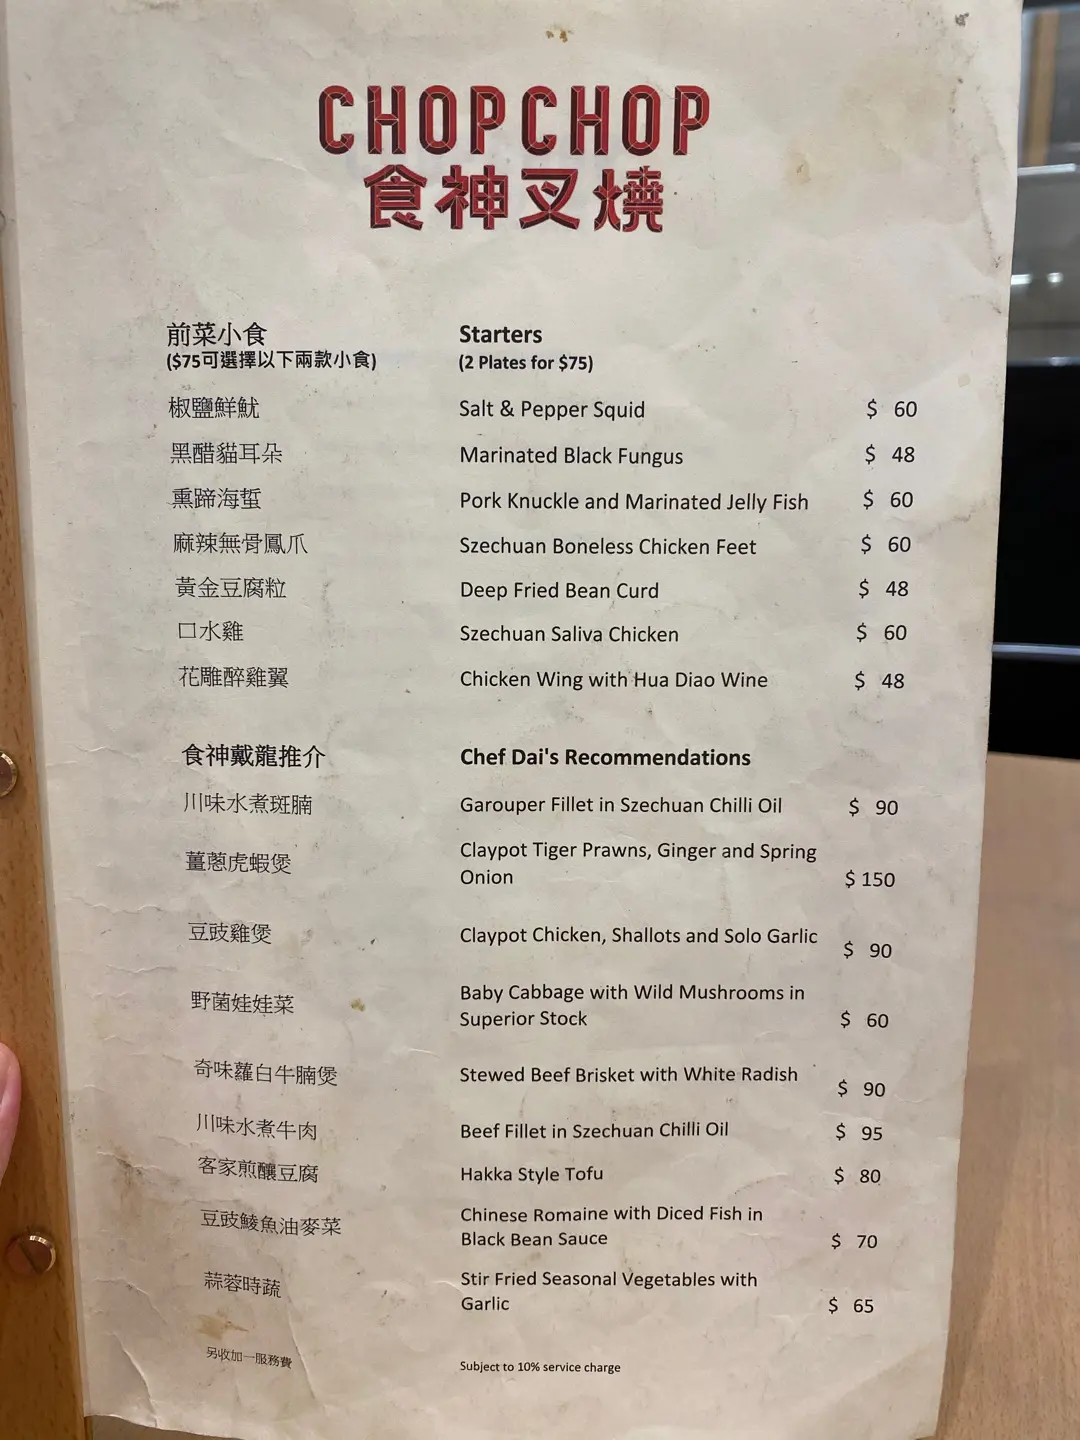 CHOPCHOP
食神叉燒
前菜小食 Starters
($75可選擇以下兩款小食) (2 Plates for $75)
椒鹽鮮魷 Salt & Pepper Squid $ 60
黑醋貓耳朵 Marinated Black Fungus $ 48
熏蹄海蜇 Pork Knuckle and Marinated Jelly Fish $ 60
麻辣無骨鳳爪 Szechuan Boneless Chicken Feet $ 60
黃金豆腐粒 Deep Fried Bean Curd $ 48
口水雞 Szechuan Saliva Chicken $ 60
花雕醉雞翼 Chicken Wing with Hua Diao Wine $ 48
食神戴龍推介 Chef Dai's Recommendations
川味水煮斑腩 Garouper Fillet in Szechuan Chilli Oil $ 90
薑蔥虎蝦煲 Claypot Tiger Prawns, Ginger and Spring
Onion $ 150
豆豉雞煲 Claypot Chicken, Shallots and Solo Garlic $ 90
野菌娃娃菜 Baby Cabbage with Wild Mushrooms in
Superior Stock $ 60
奇味蘿白牛腩煲 Stewed Beef Brisket with White Radish $ 90
川味水煮牛肉 Beef Fillet in Szechuan Chilli Oil $ 95
客家煎釀豆腐 Hakka Style Tofu $ 80
豆豉鯪魚油麥菜 Chinese Romaine with Diced Fish in
Black Bean Sauce $ 70
蒜蓉時蔬 Stir Fried Seasonal Vegetables with
Garlic $ 65
另收加一服務費 Subject to 10% service charge